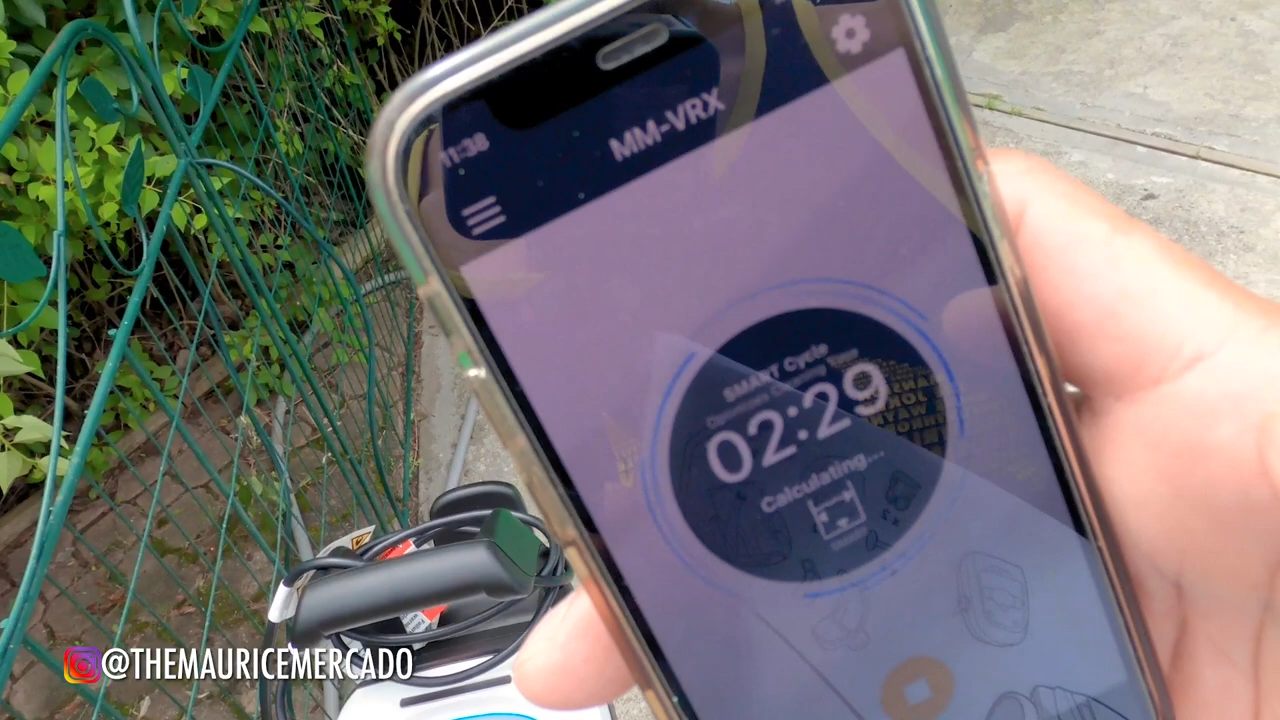 11:38
MM-VRX
SMART Cycle
02:29
Calculating...
@THEMAURICEMERCADO